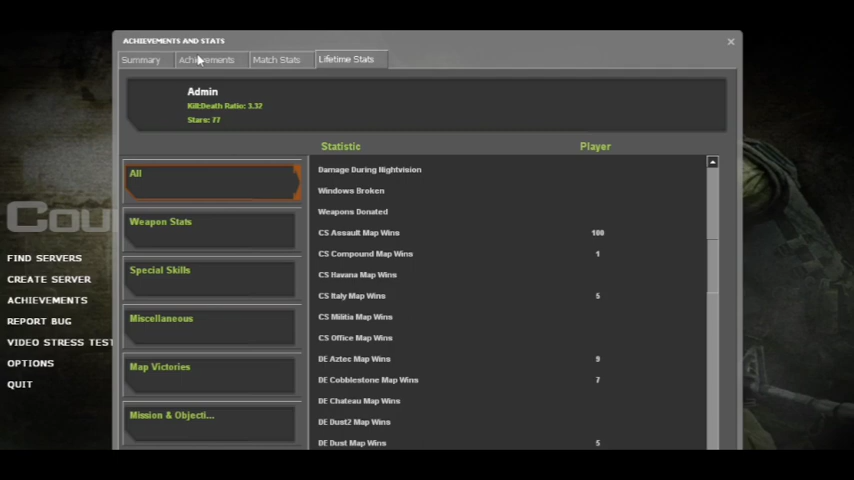 ACHIEVEMENTS AND STATS
Summary
Achievements
Match Stats
Lifetime Stats
Admin
Kill:Death Ratio: 3.32
Stars: 77
Statistic
Player
All
Weapon Stats
Special Skills
Miscellaneous
Map Victories
Mission & Objecti...
Damage During Nightvision
Windows Broken
Weapons Donated
CS Assault Map Wins 100
CS Compound Map Wins 1
CS Havana Map Wins
CS Italy Map Wins 5
CS Militia Map Wins
CS Office Map Wins
DE Aztec Map Wins 9
DE Cobblestone Map Wins 7
DE Chateau Map Wins
DE Dust2 Map Wins
DE Dust Map Wins 5
Cou
FIND SERVERS
CREATE SERVER
ACHIEVEMENTS
REPORT BUG
VIDEO STRESS TEST
OPTIONS
QUIT